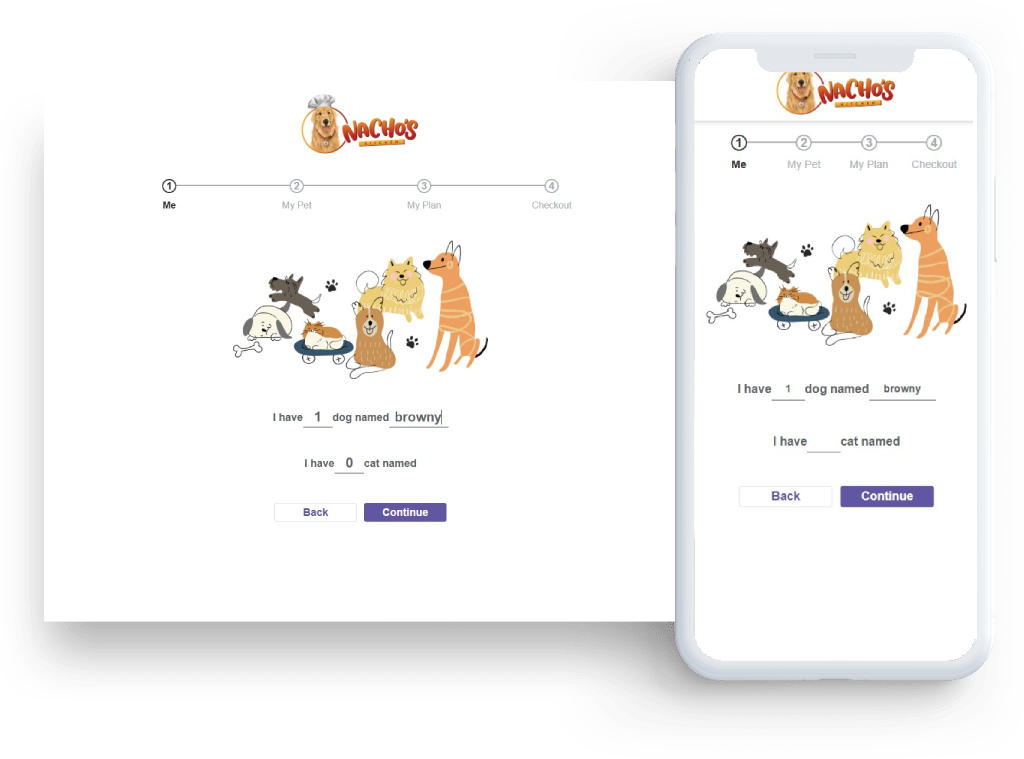 NACHO'S
KITCHEN
1 2 3 4
Me My Pet My Plan Checkout
I have 1 dog named browny
I have 0 cat named
Back Continue
NACHO'S
KITCHEN
1 2 3 4
Me My Pet My Plan Checkout
I have 1 dog named browny
I have cat named
Back Continue